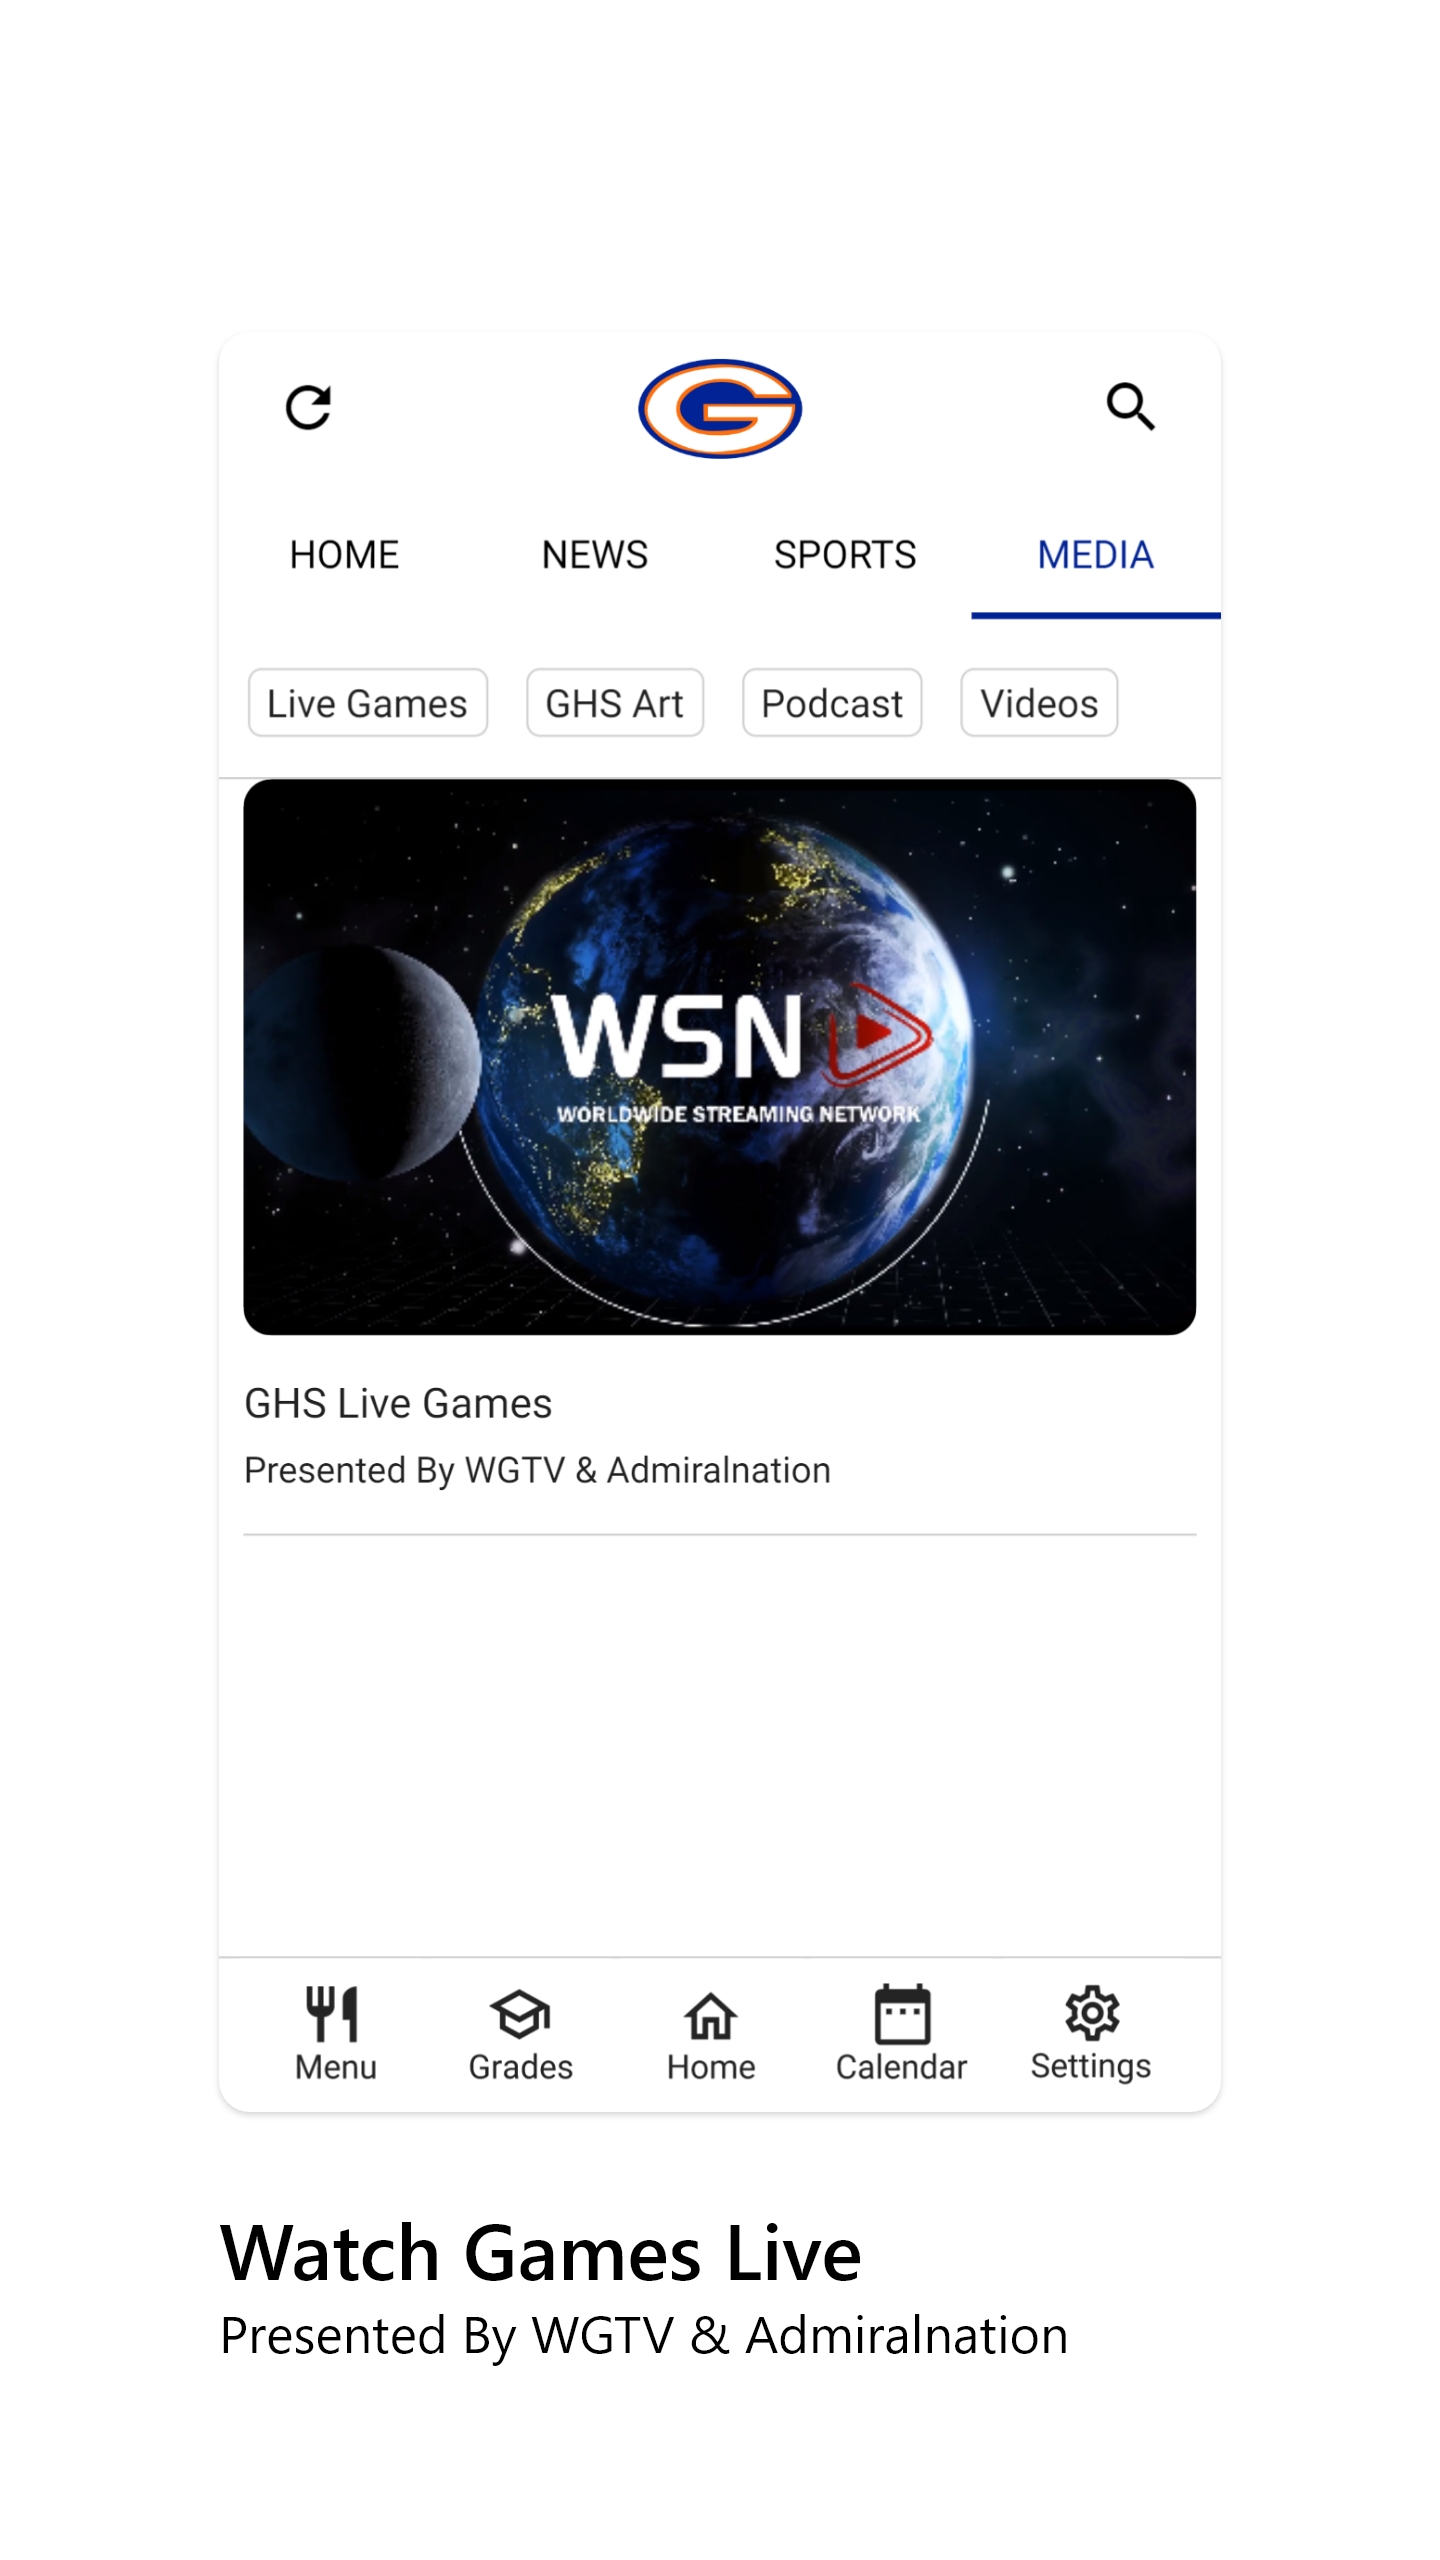 G
HOME NEWS SPORTS MEDIA
Live Games GHS Art Podcast Videos
WSN
WORLDWIDE STREAMING NETWORK
GHS Live Games
Presented By WGTV & Admiralnation
Menu Grades Home Calendar Settings
Watch Games Live
Presented By WGTV & Admiralnation